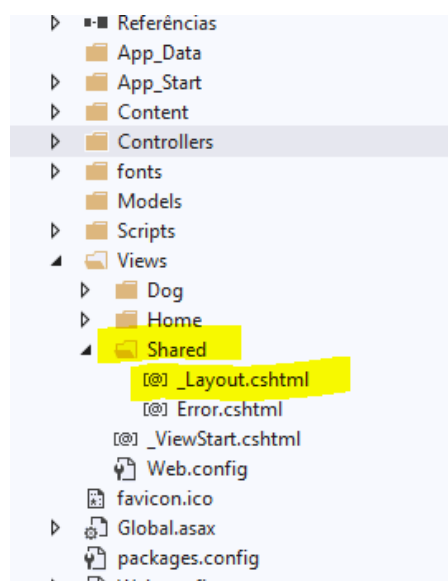 Referências
App_Data
App_Start
Content
Controllers
fonts
Models
Scripts
Views
Dog
Home
Shared
[@] _Layout.cshtml
[@] Error.cshtml
[@] _ViewStart.cshtml
Web.config
favicon.ico
Global.asax
packages.config